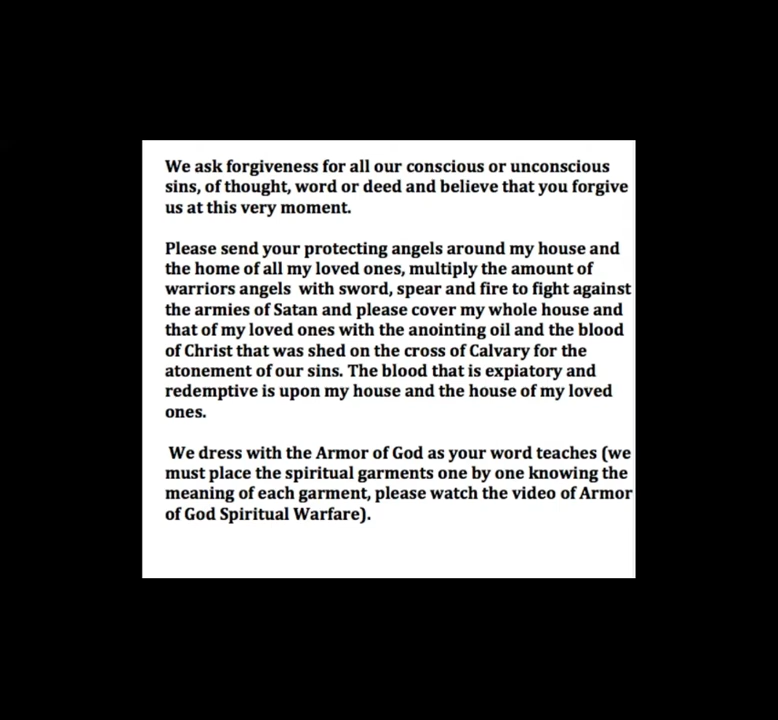 We ask forgiveness for all our conscious or unconscious
sins, of thought, word or deed and believe that you forgive
us at this very moment.
Please send your protecting angels around my house and
the home of all my loved ones, multiply the amount of
warriors angels  with sword, spear and fire to fight against
the armies of Satan and please cover my whole house and
that of my loved ones with the anointing oil and the blood
of Christ that was shed on the cross of Calvary for the
atonement of our sins. The blood that is expiatory and
redemptive is upon my house and the house of my loved
ones.
We dress with the Armor of God as your word teaches (we
must place the spiritual garments one by one knowing the
meaning of each garment, please watch the video of Armor
of God Spiritual Warfare).